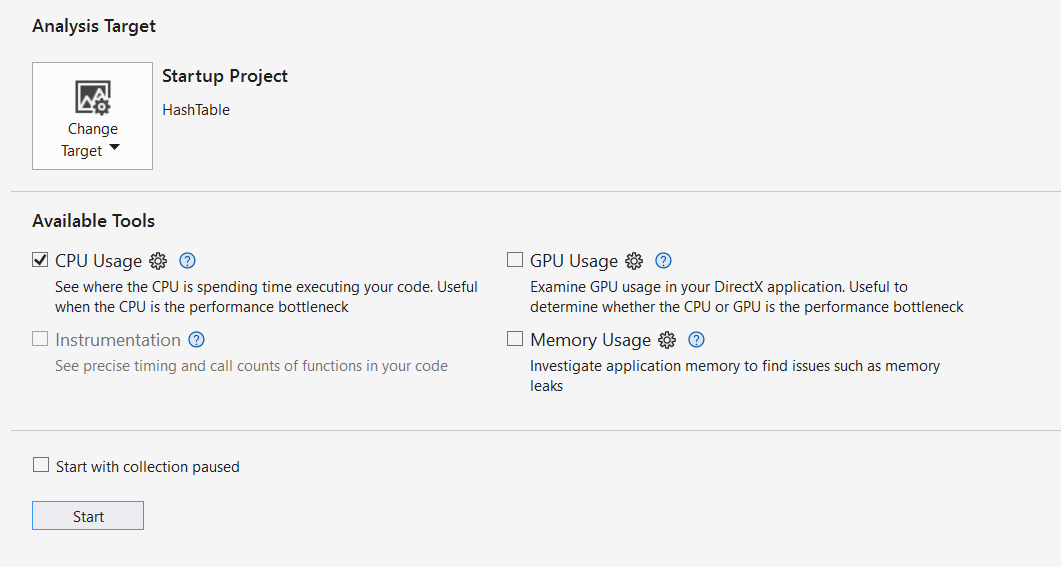 Analysis Target
Startup Project
HashTable
Change
Target
Available Tools
CPU Usage
See where the CPU is spending time executing your code. Useful
when the CPU is the performance bottleneck
GPU Usage
Examine GPU usage in your DirectX application. Useful to
determine whether the CPU or GPU is the performance bottleneck
Instrumentation
See precise timing and call counts of functions in your code
Memory Usage
Investigate application memory to find issues such as memory
leaks
Start with collection paused
Start